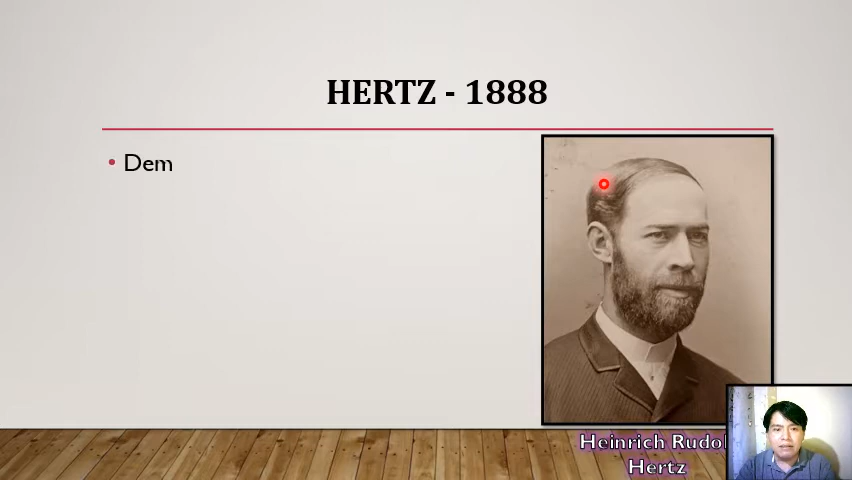 HERTZ - 1888
• Dem
Heinrich Rudol
Hertz